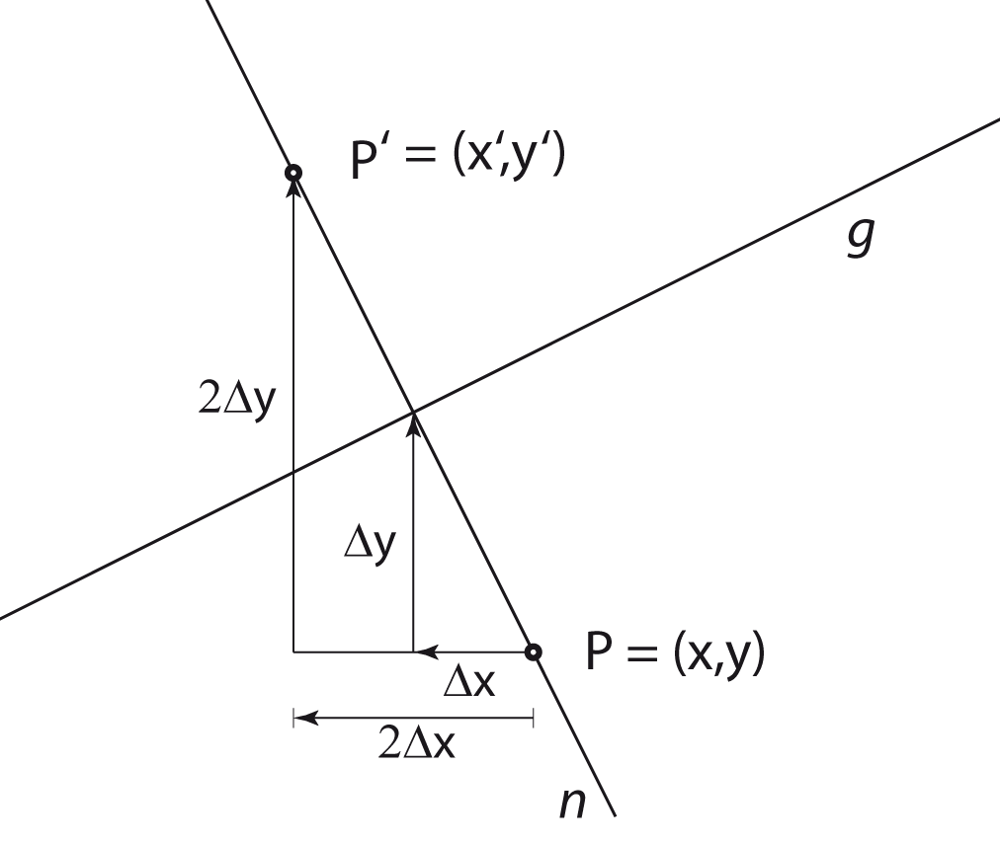 P‘ = (x‘,y‘)
g
2Δy
Δy
P = (x,y)
Δx
2Δx
n